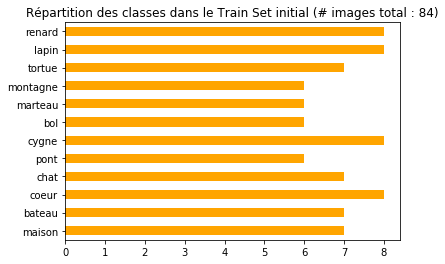 Répartition des classes dans le Train Set initial (# images total : 84)
renard
lapin
tortue
montagne
marteau
bol
cygne
pont
chat
coeur
bateau
maison
0 1 2 3 4 5 6 7 8